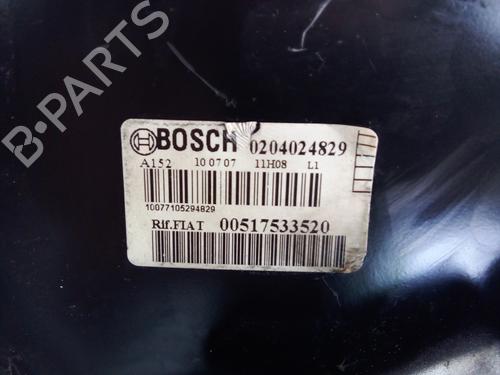 BOSCH 0204024829
A152 100707 11H08 L1
10077105294829
Rif.FIAT 00517533520
B-PARTS